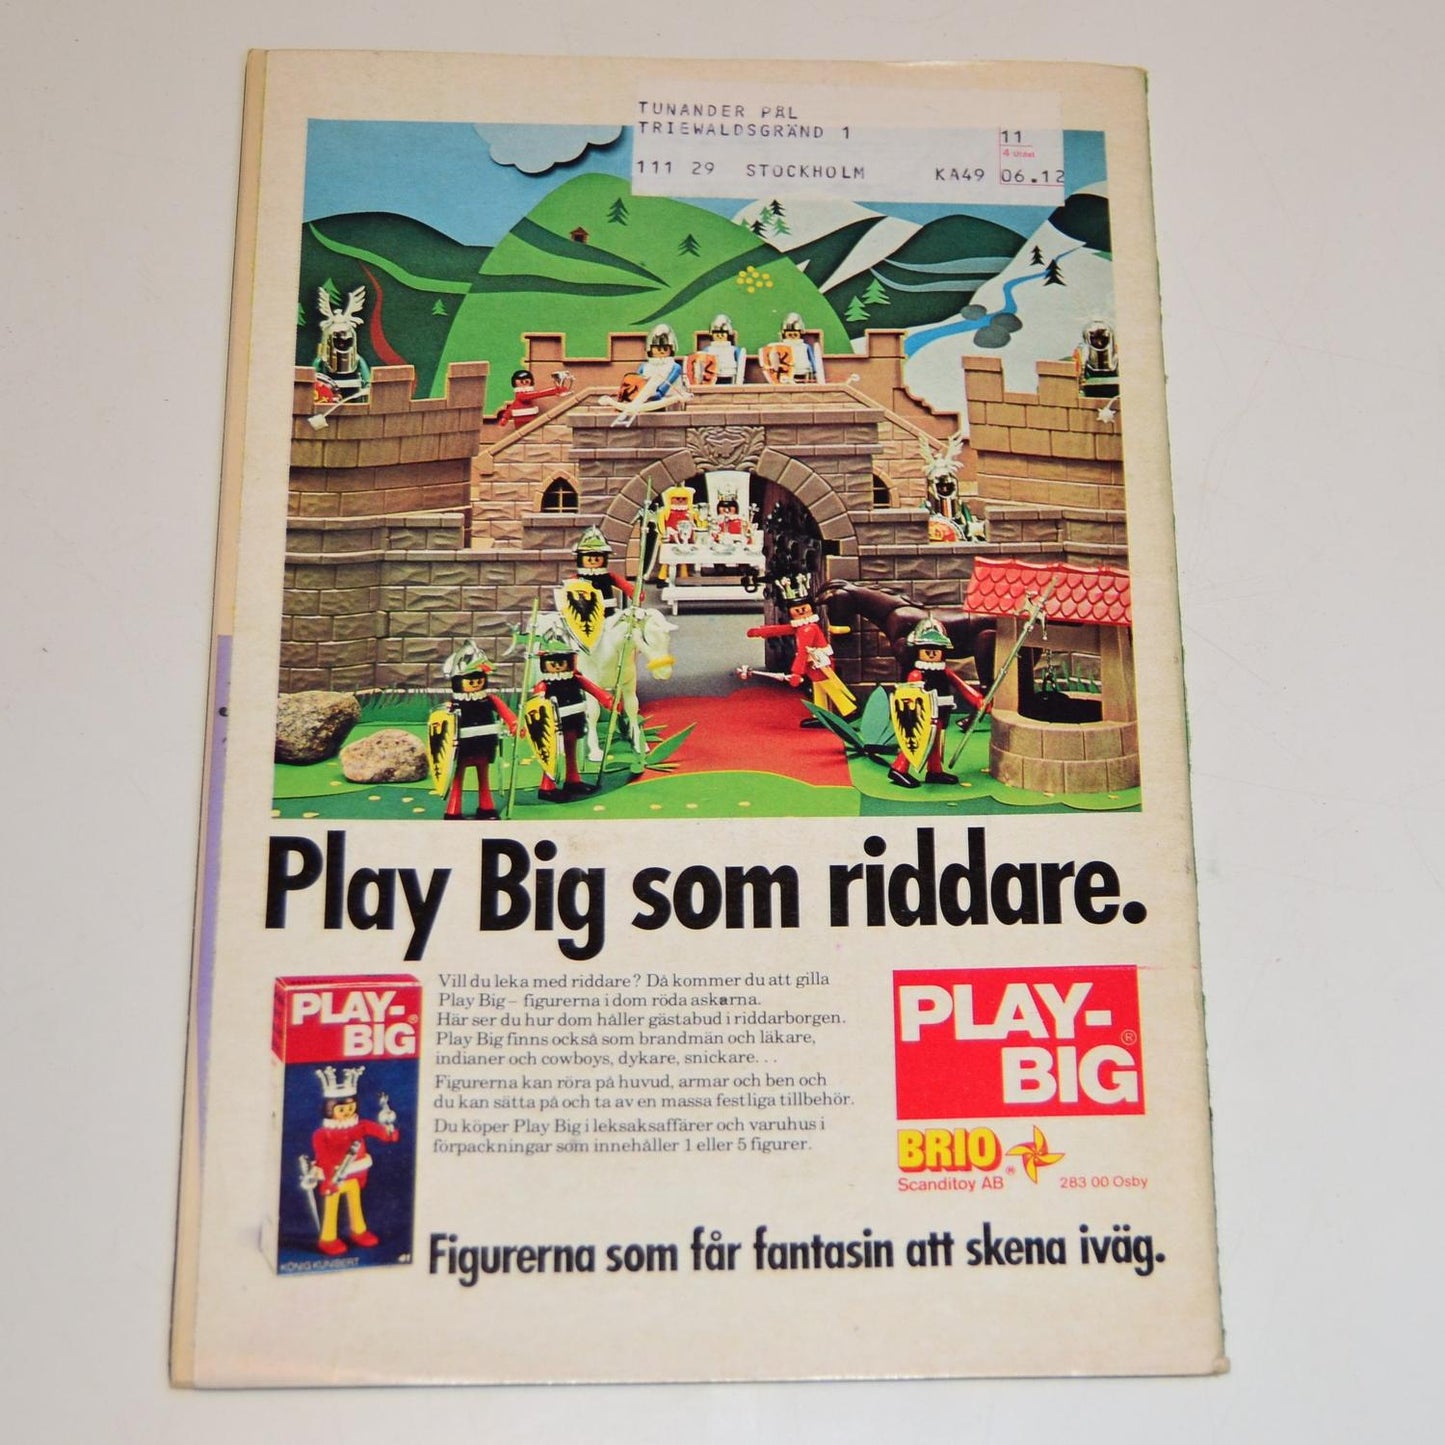 TUNANDER PÅL
TRIEWALDSGRÄND 1
11
4 Utdel
111 29 STOCKHOLM KA49 06.12
Play Big som riddare.
PLAY-
BIG®
KÖNIG KUNIBERT 41
Vill du leka med riddare? Då kommer du att gilla
Play Big – figurerna i dom röda askarna.
Här ser du hur dom håller gästabud i riddarborgen.
Play Big finns också som brandmän och läkare,
indianer och cowboys, dykare, snickare. . .
Figurerna kan röra på huvud, armar och ben och
du kan sätta på och ta av en massa festliga tillbehör.
Du köper Play Big i leksaksaffärer och varuhus i
förpackningar som innehåller 1 eller 5 figurer.
PLAY-
BIG®
BRIO®
Scanditoy AB 283 00 Osby
Figurerna som får fantasin att skena iväg.